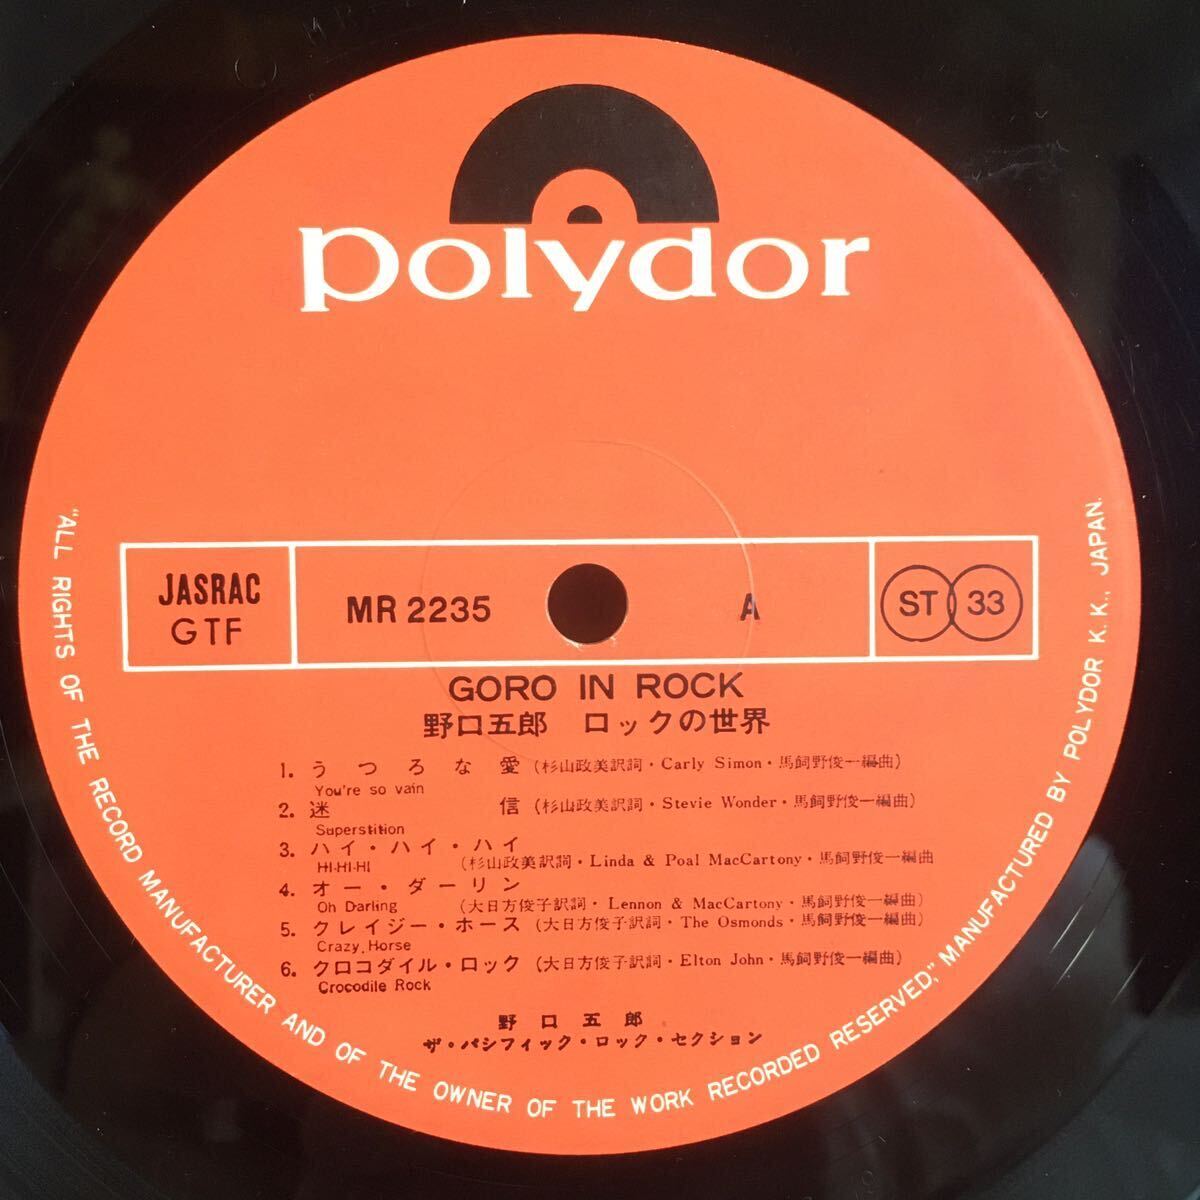 polydor
JASRAC
GTF
MR 2235
A
ST 33
GORO IN ROCK
野口五郎 ロックの世界
1. うつろな愛 (杉山政美訳詞・Carly Simon・馬飼野俊一編曲)
You're so vain
2. 迷信 (杉山政美訳詞・Stevie Wonder・馬飼野俊一編曲)
Superstition
3. ハイ・ハイ・ハイ
HI-HI-HI (杉山政美訳詞・Linda & Poal MacCartony・馬飼野俊一編曲
4. オー・ダーリン
Oh Darling (大日方俊子訳詞・Lennon & MacCartony・馬飼野俊一編曲)
5. クレイジー・ホース (大日方俊子訳詞・The Osmonds・馬飼野俊一編曲)
Crazy, Horse
6. クロコダイル・ロック (大日方俊子訳詞・Elton John・馬飼野俊一編曲)
Crocodile Rock
野口五郎
ザ・パシフィック・ロック・セクション
"ALL RIGHTS OF THE RECORD MANUFACTURER AND OF THE OWNER OF THE WORK RECORDED RESERVED," MANUFACTURED BY POLYDOR K.K., JAPAN.